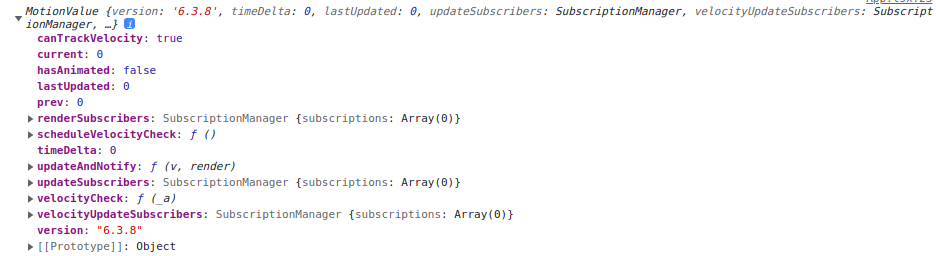 MotionValue {version: '6.3.8', timeDelta: 0, lastUpdated: 0, updateSubscribers: SubscriptionManager, velocityUpdateSubscribers: Subscript
ionManager, …} i
canTrackVelocity: true
current: 0
hasAnimated: false
lastUpdated: 0
prev: 0
renderSubscribers: SubscriptionManager {subscriptions: Array(0)}
scheduleVelocityCheck: ƒ ()
timeDelta: 0
updateAndNotify: ƒ (v, render)
updateSubscribers: SubscriptionManager {subscriptions: Array(0)}
velocityCheck: ƒ (_a)
velocityUpdateSubscribers: SubscriptionManager {subscriptions: Array(0)}
version: "6.3.8"
[[Prototype]]: Object